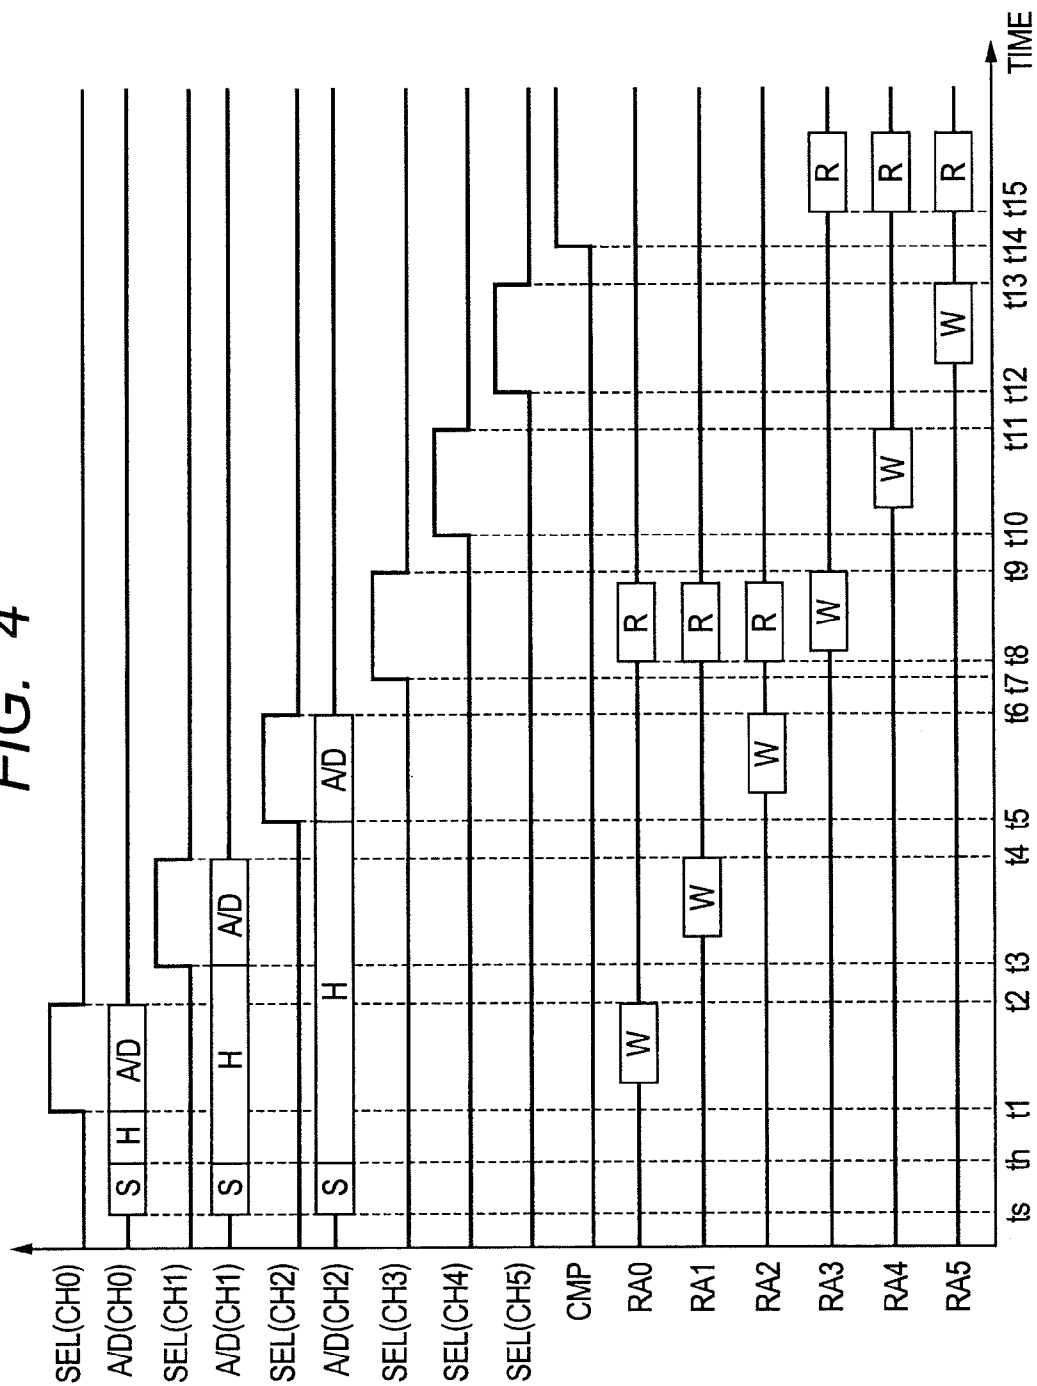 FIG. 4
SEL(CH0)
A/D(CH0) S H A/D
SEL(CH1)
A/D(CH1) S H A/D
SEL(CH2)
A/D(CH2) S H A/D
SEL(CH3)
SEL(CH4)
SEL(CH5)
CMP
RA0 W R
RA1 W R
RA2 W R
RA3 W R
RA4 W R
RA5 W R
ts th t1 t2 t3 t4 t5 t6 t7 t8 t9 t10 t11 t12 t13 t14 t15
TIME